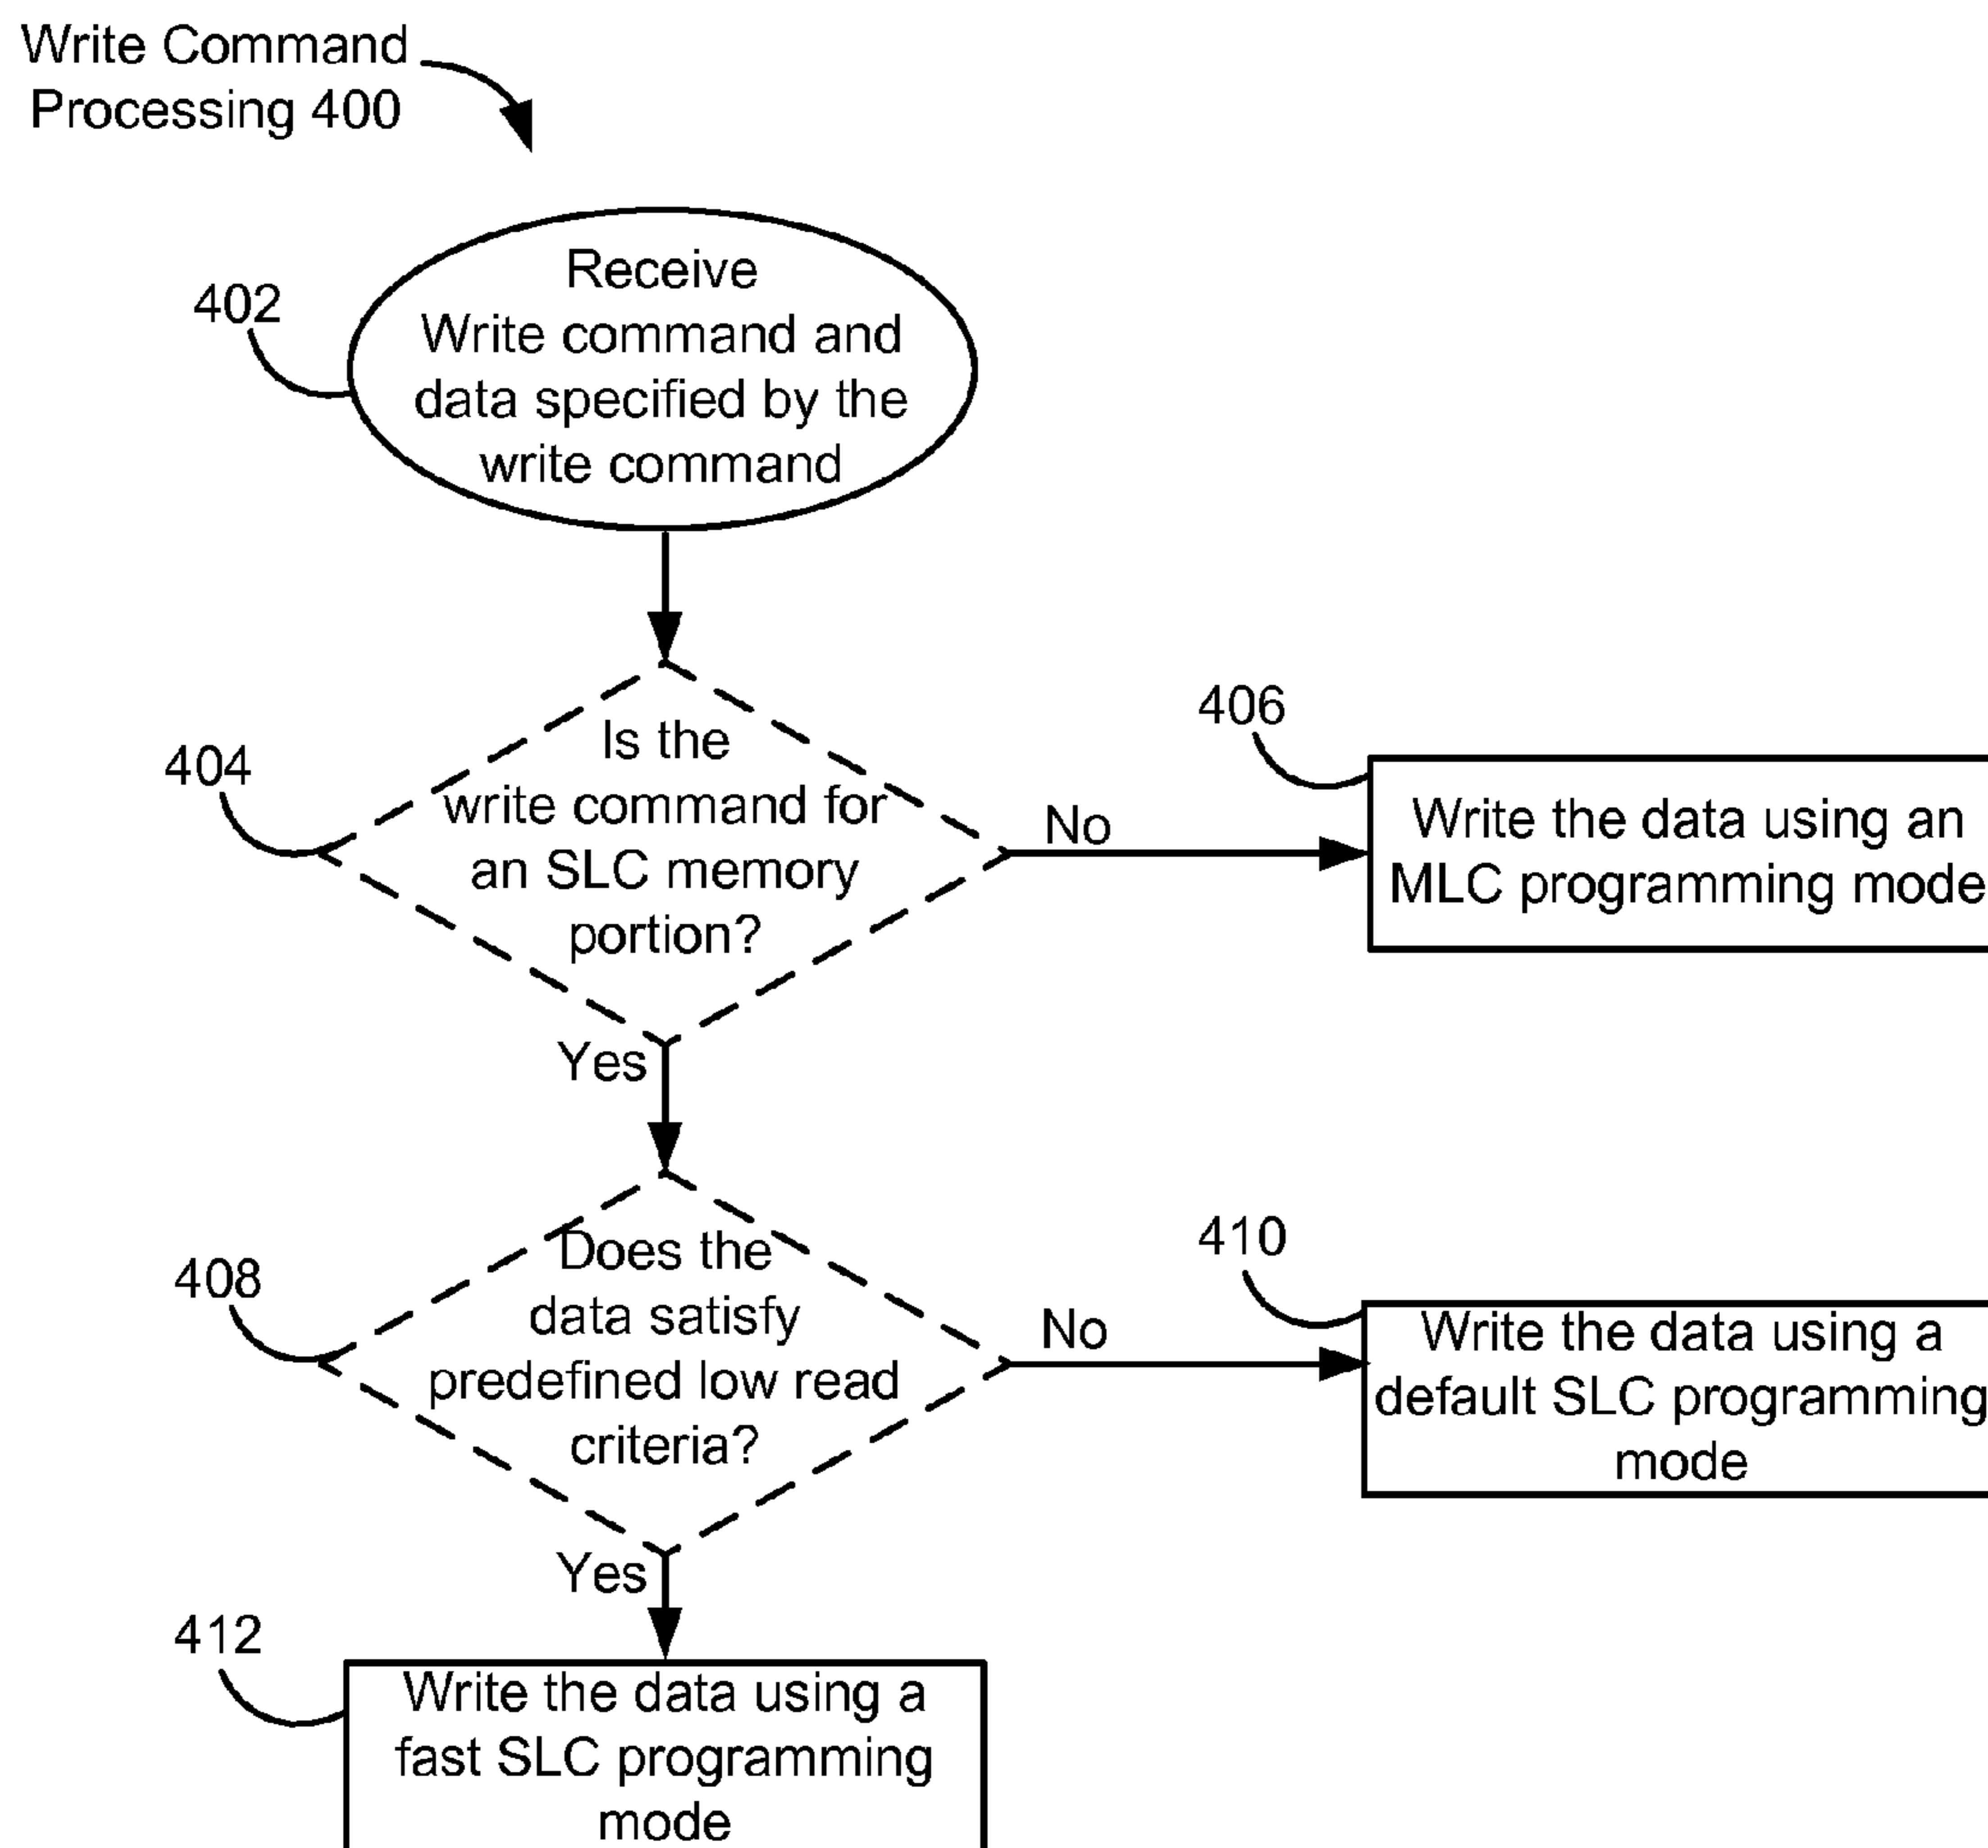 Write Command
Processing 400
402
Receive
Write command and
data specified by the
write command
404
Is the
write command for
an SLC memory
portion?
No
406
Write the data using an
MLC programming mode
Yes
408
Does the
data satisfy
predefined low read
criteria?
No
410
Write the data using a
default SLC programming
mode
Yes
412
Write the data using a
fast SLC programming
mode